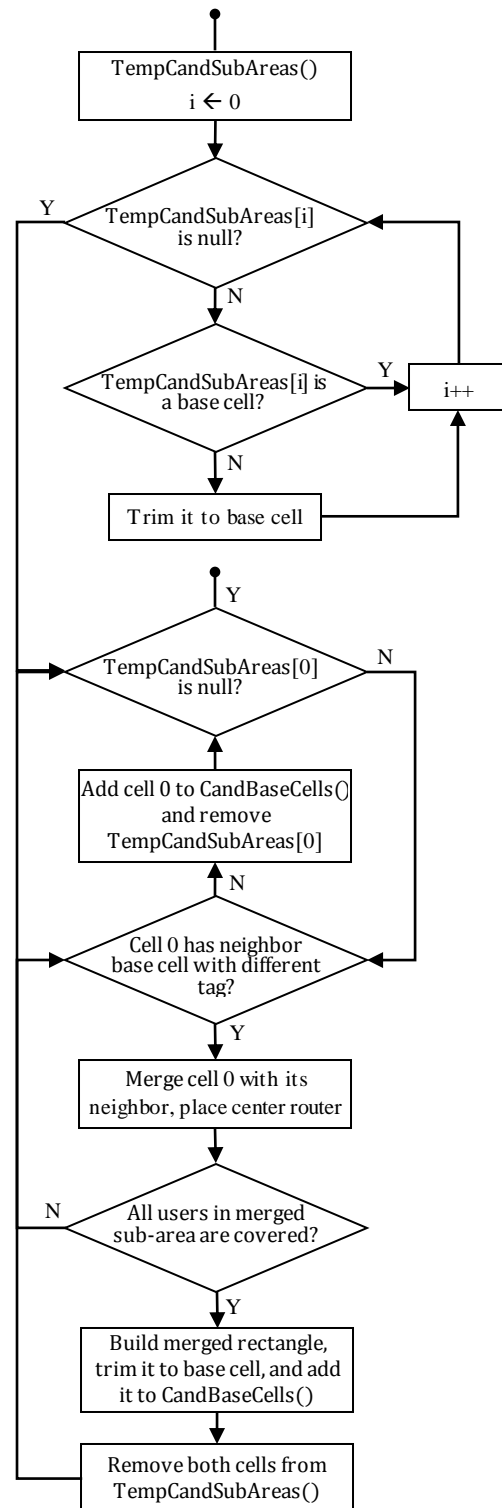 TempCandSubAreas()
i ← 0
Y
TempCandSubAreas[i]
is null?
N
TempCandSubAreas[i] is
a base cell?
Y
i++
N
Trim it to base cell
Y
TempCandSubAreas[0]
is null?
N
Add cell 0 to CandBaseCells()
and remove
TempCandSubAreas[0]
N
Cell 0 has neighbor
base cell with different
tag?
Y
Merge cell 0 with its
neighbor, place center router
N
All users in merged
sub-area are covered?
Y
Build merged rectangle,
trim it to base cell, and add
it to CandBaseCells()
Remove both cells from
TempCandSubAreas()